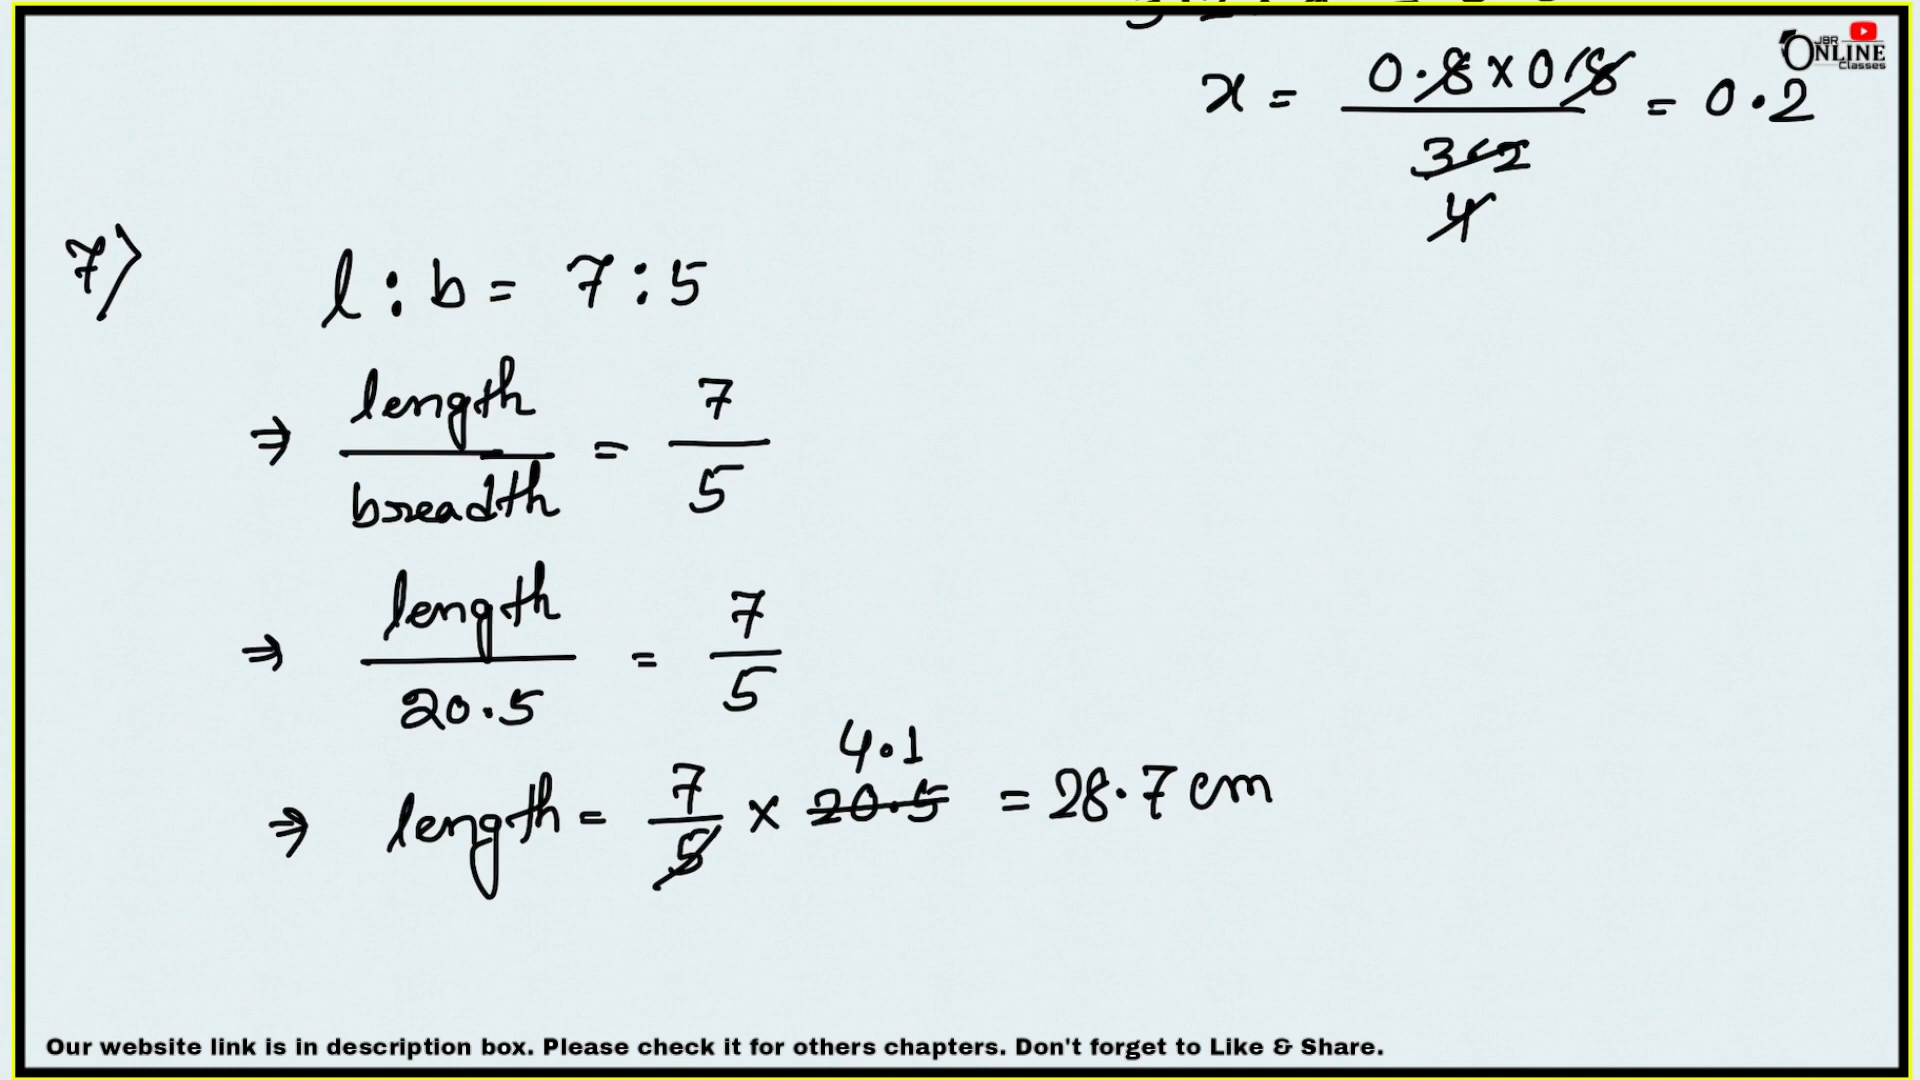 JBR
ONLINE
Classes
x = 0.8 × 0.8 / 3.2 = 0.2
4
7)
l : b = 7 : 5
⇒ length / breadth = 7 / 5
⇒ length / 20.5 = 7 / 5
4.1
⇒ length = 7 / 5 × 20.5 = 28.7 cm
Our website link is in description box. Please check it for others chapters. Don't forget to Like & Share.